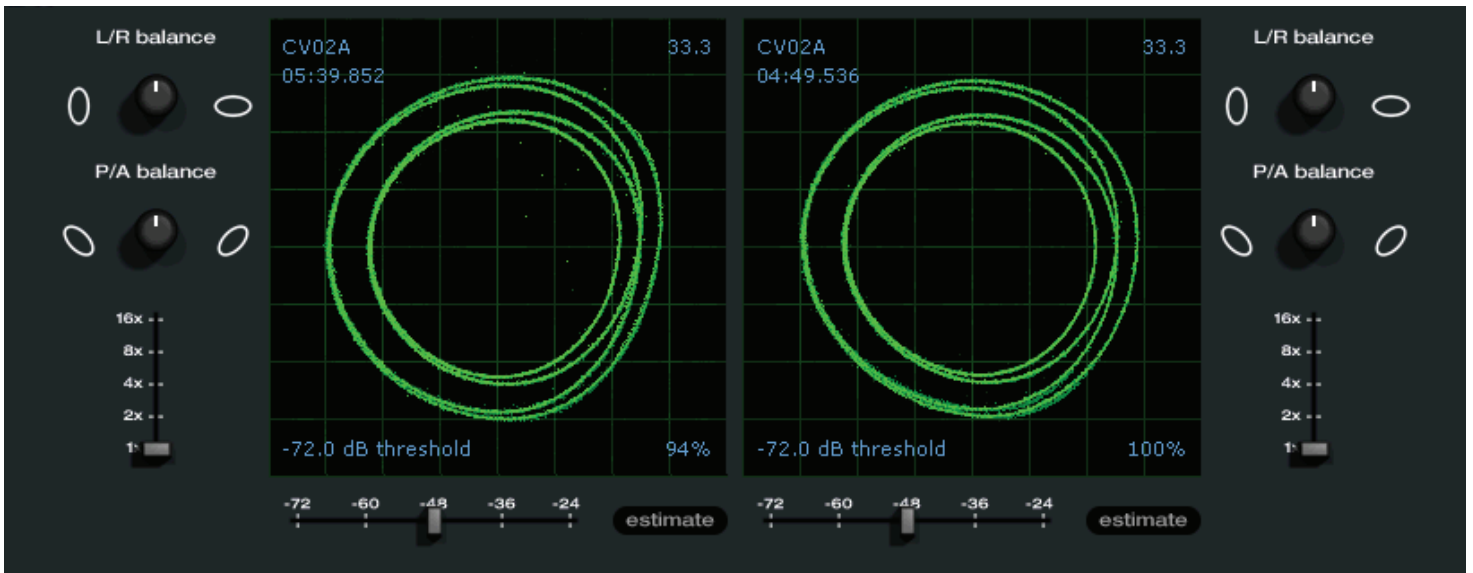 L/R balance
P/A balance
16x
8x
4x
2x
CV02A 33.3
05:39.852
-72.0 dB threshold 94%
-72 -60 -48 -36 -24
estimate
CV02A 33.3
04:49.536
-72.0 dB threshold 100%
-72 -60 -48 -36 -24
estimate
L/R balance
P/A balance
16x
8x
4x
2x